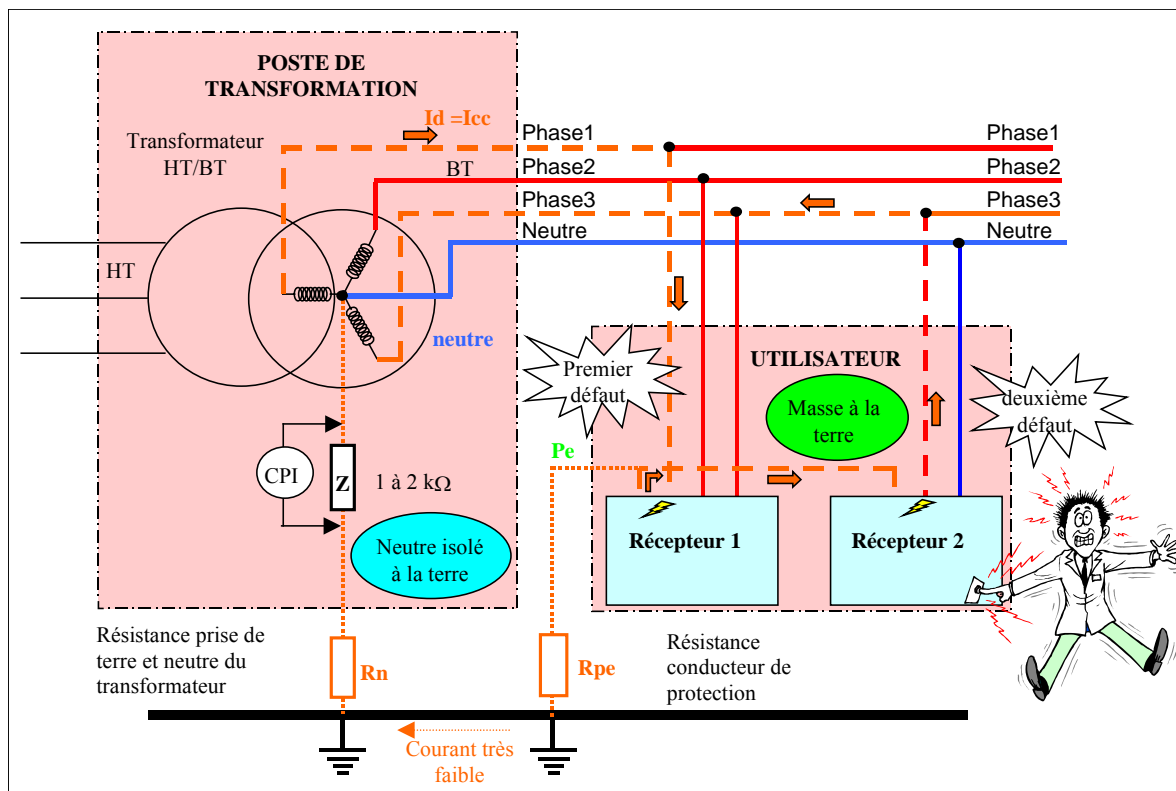 POSTE DE
TRANSFORMATION
Id =Icc
Transformateur
HT/BT
BT
Phase1
Phase1
Phase2
Phase2
Phase3
Phase3
Neutre
Neutre
HT
neutre
Premier
défaut
UTILISATEUR
Masse à la
terre
deuxième
défaut
Pe
CPI
Z
1 à 2 kΩ
Neutre isolé
à la terre
Récepteur 1
Récepteur 2
Résistance prise de
terre et neutre du
transformateur
Rn
Rpe
Résistance
conducteur de
protection
Courant très
faible